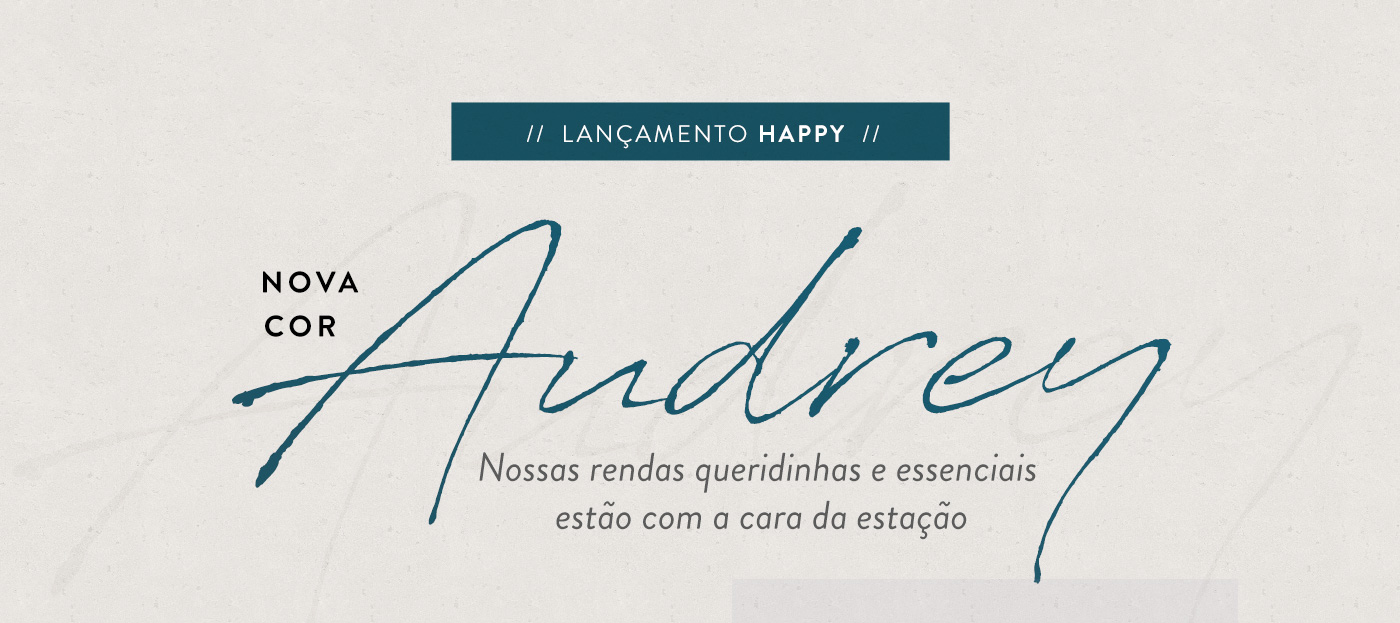 // LANÇAMENTO HAPPY //
NOVA
COR
Audrey
Nossas rendas queridinhas e essenciais
estão com a cara da estação